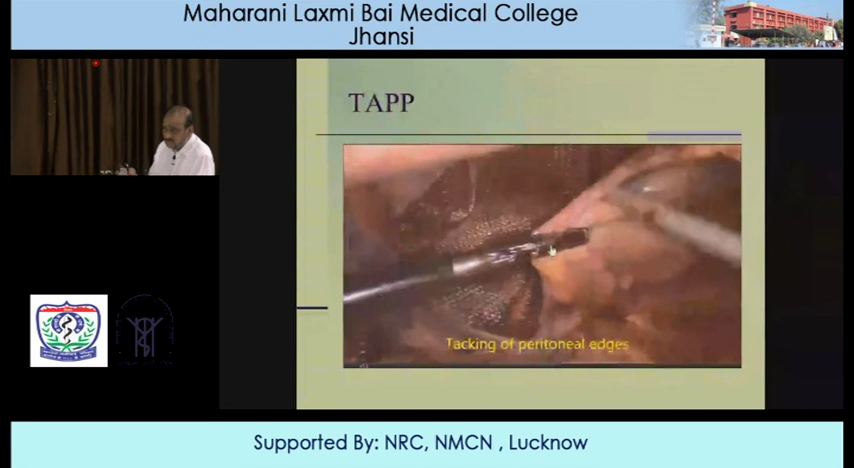 Maharani Laxmi Bai Medical College
Jhansi
TAPP
Tacking of peritoneal edges
Supported By: NRC, NMCN , Lucknow